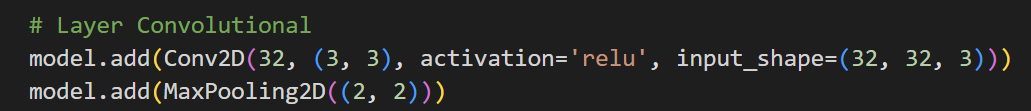 # Layer Convolutional
model.add(Conv2D(32, (3, 3), activation='relu', input_shape=(32, 32, 3)))
model.add(MaxPooling2D((2, 2)))